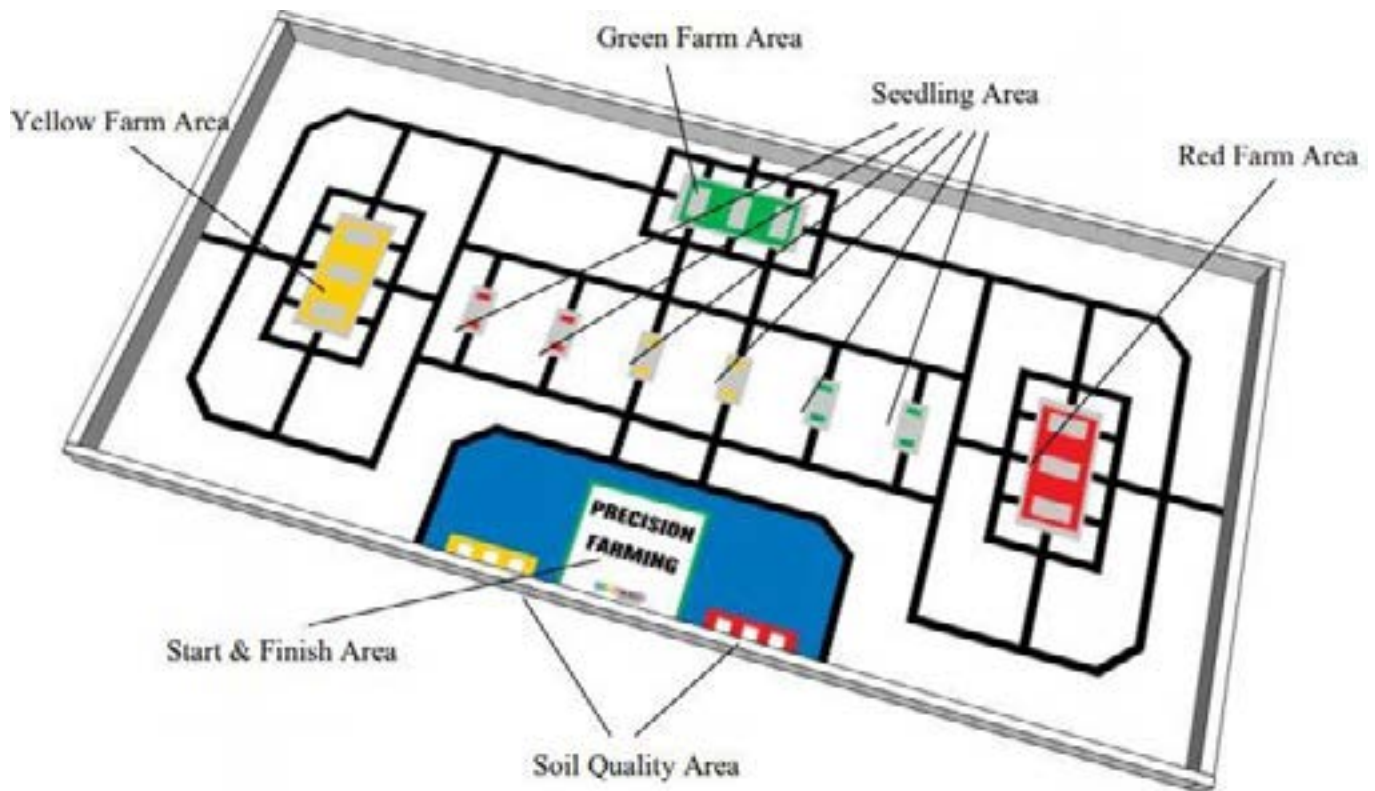 Green Farm Area
Seedling Area
Yellow Farm Area
Red Farm Area
PRECISION
FARMING
Start & Finish Area
Soil Quality Area